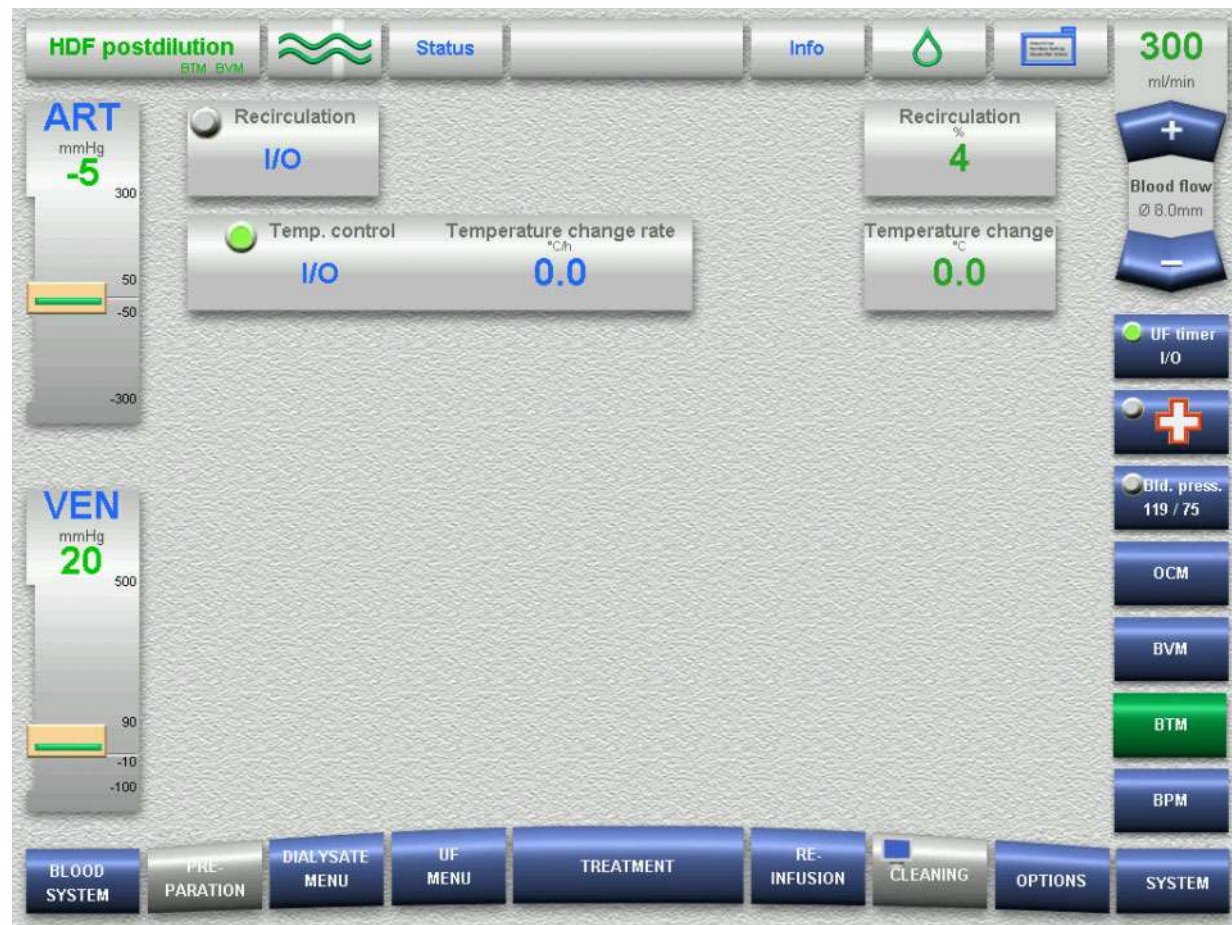 HDF postdilution
BTM BVM
Status
Info
300
ml/min
ART
mmHg
-5
300
50
-50
-300
Recirculation
I/O
Recirculation
%
4
Temp. control
I/O
Temperature change rate
°C/h
0.0
Temperature change
°C
0.0
+
Blood flow
Ø 8.0mm
–
UF timer
I/O
Bld. press.
119 / 75
OCM
BVM
BTM
BPM
VEN
mmHg
20
500
90
-10
-100
BLOOD
SYSTEM
PRE-
PARATION
DIALYSATE
MENU
UF
MENU
TREATMENT
RE-
INFUSION
CLEANING
OPTIONS
SYSTEM